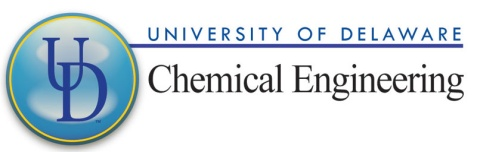 UD
UNIVERSITY OF DELAWARE
Chemical Engineering